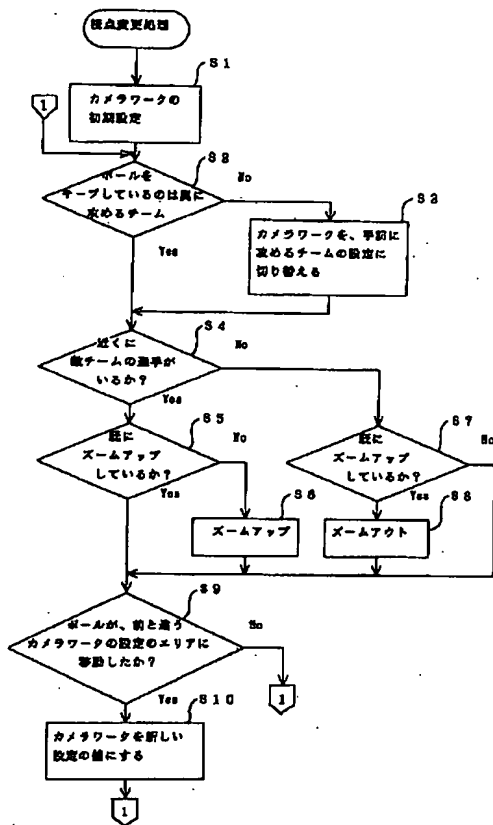 視点変更処理
S1
カメラワークの
初期設定
1
S2
ボールを
キープしているのは奥に
攻めるチーム
No
Yes
S3
カメラワークを、手前に
攻めるチームの設定に
切り替える
S4
近くに
敵チームの選手が
いるか？
No
Yes
S5
既に
ズームアップ
しているか？
No
Yes
S6
ズームアップ
S7
既に
ズームアップ
しているか？
No
Yes
S8
ズームアウト
S9
ボールが、前と違う
カメラワークの設定のエリアに
移動したか？
No
1
Yes
S10
カメラワークを新しい
設定の値にする
1